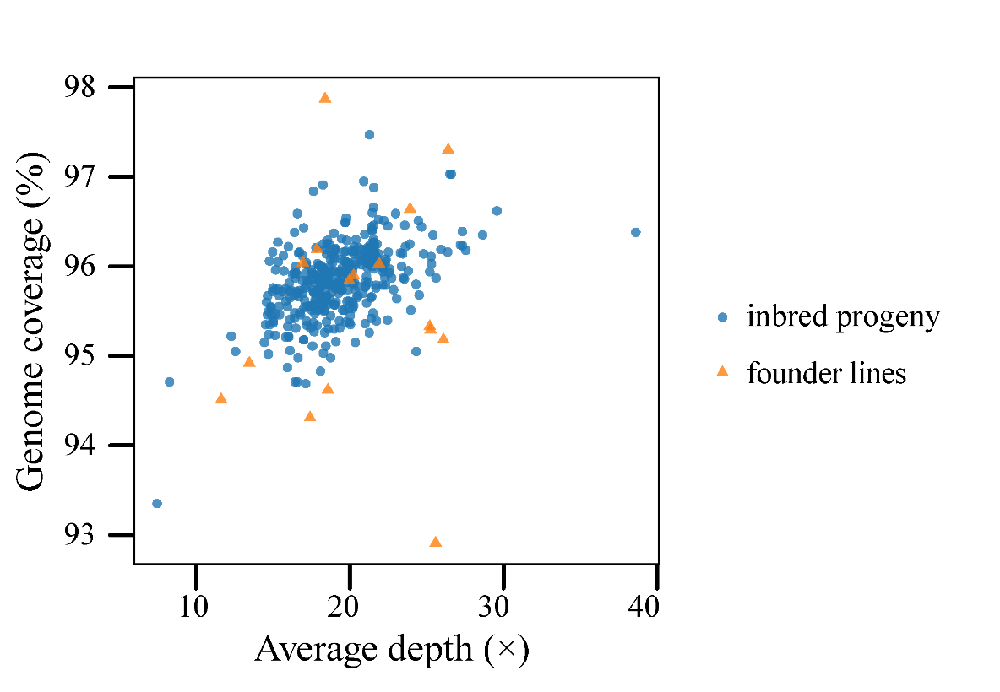 98
97
96
95
94
93
Genome coverage (%)
10 20 30 40
Average depth (×)
inbred progeny
founder lines